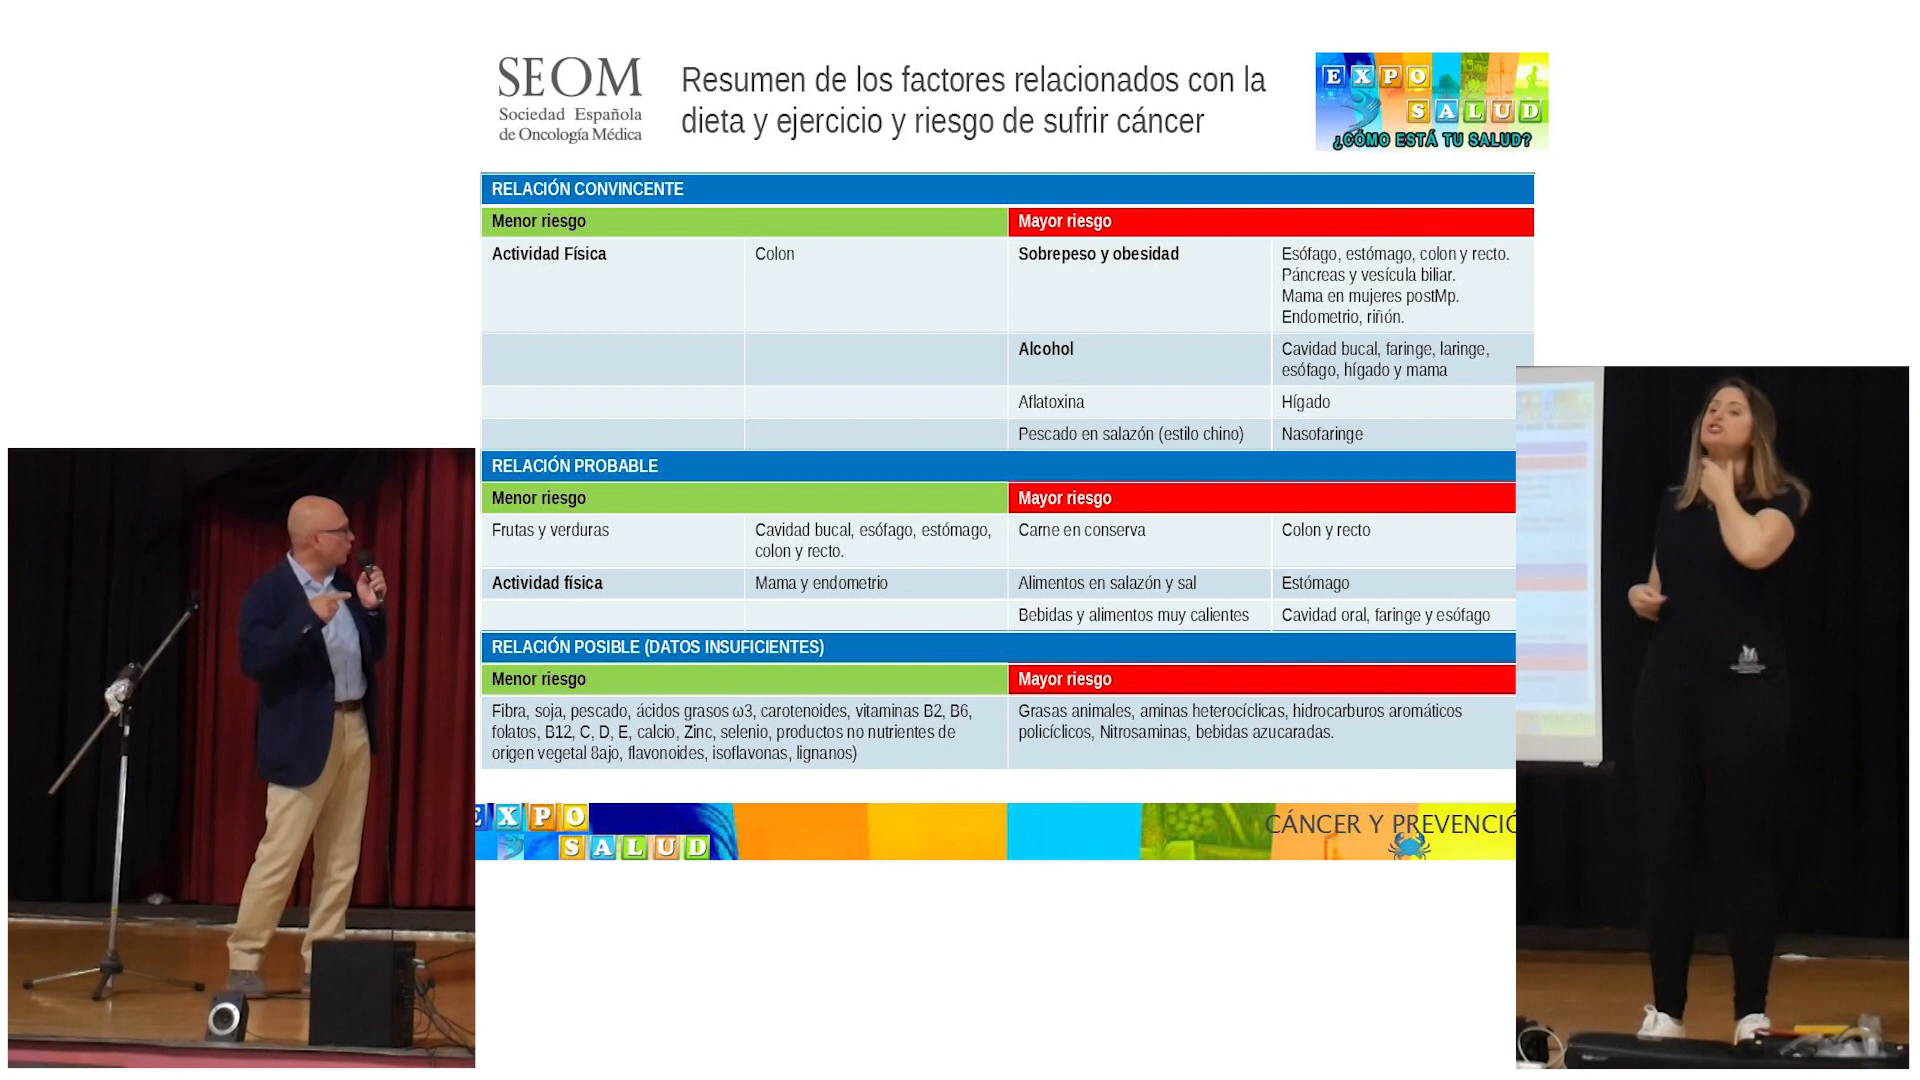 SEOM
Sociedad Española
de Oncología Médica
Resumen de los factores relacionados con la
dieta y ejercicio y riesgo de sufrir cáncer
EXPO
SALUD
¿CÓMO ESTÁ TU SALUD?
RELACIÓN CONVINCENTE
Menor riesgo
Mayor riesgo
Actividad Física
Colon
Sobrepeso y obesidad
Esófago, estómago, colon y recto.
Páncreas y vesícula biliar.
Mama en mujeres postMp.
Endometrio, riñón.
Alcohol
Cavidad bucal, faringe, laringe,
esófago, hígado y mama
Aflatoxina
Hígado
Pescado en salazón (estilo chino)
Nasofaringe
RELACIÓN PROBABLE
Menor riesgo
Mayor riesgo
Frutas y verduras
Cavidad bucal, esófago, estómago,
colon y recto.
Carne en conserva
Colon y recto
Actividad física
Mama y endometrio
Alimentos en salazón y sal
Estómago
Bebidas y alimentos muy calientes
Cavidad oral, faringe y esófago
RELACIÓN POSIBLE (DATOS INSUFICIENTES)
Menor riesgo
Mayor riesgo
Fibra, soja, pescado, ácidos grasos ω3, carotenoides, vitaminas B2, B6,
folatos, B12, C, D, E, calcio, Zinc, selenio, productos no nutrientes de
origen vegetal 8ajo, flavonoides, isoflavonas, lignanos)
Grasas animales, aminas heterocíclicas, hidrocarburos aromáticos
policíclicos, Nitrosaminas, bebidas azucaradas.
EXPO
SALUD
CÁNCER Y PREVENCIÓ